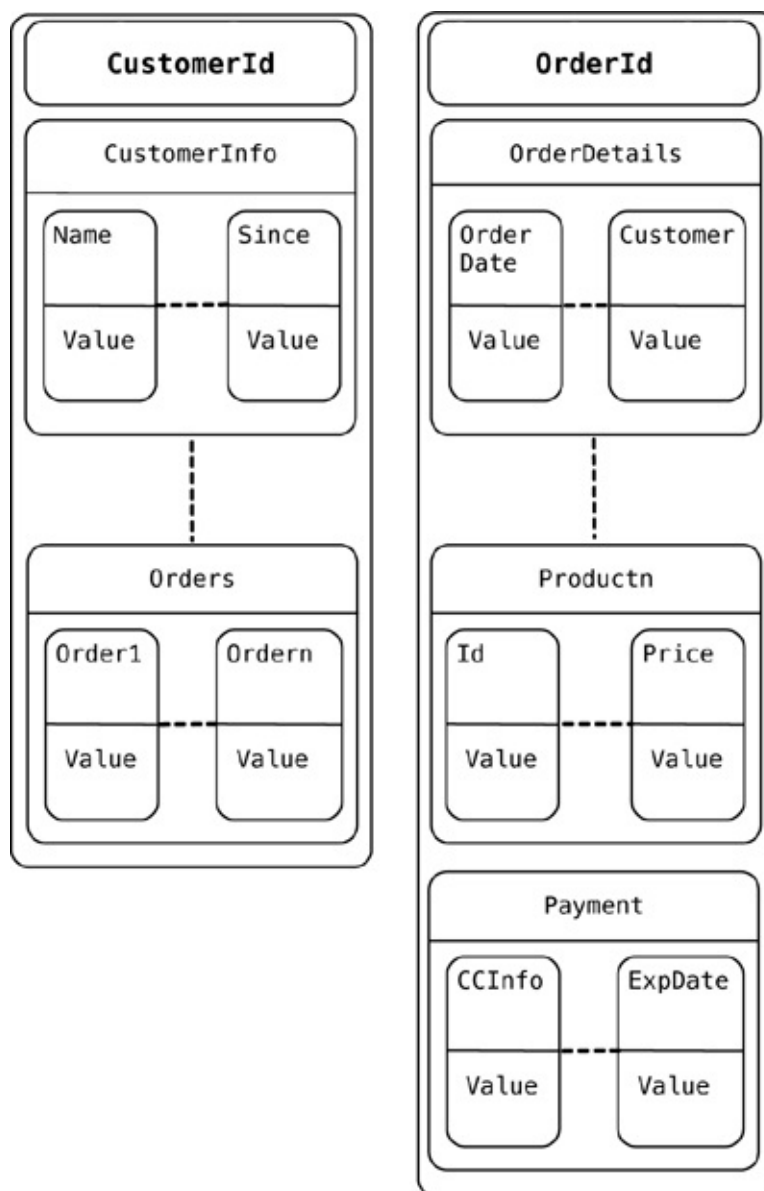 CustomerId
CustomerInfo
Name
Since
Value
Value
Orders
Order1
Ordern
Value
Value
OrderId
OrderDetails
Order
Date
Customer
Value
Value
Productn
Id
Price
Value
Value
Payment
CCInfo
ExpDate
Value
Value